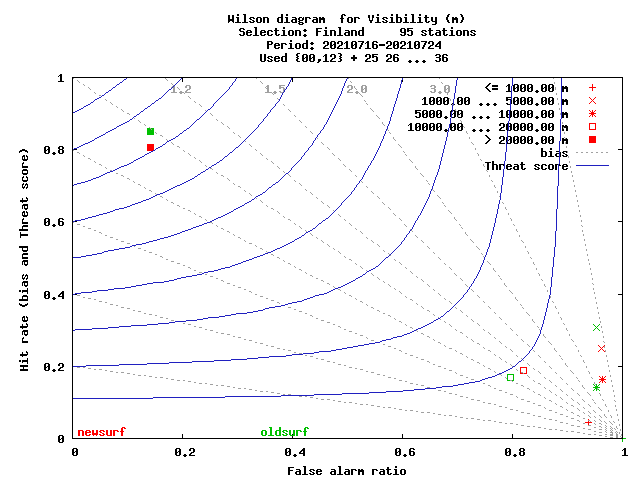 Wilson diagram  for Visibility (m)
Selection: Finland     95 stations
Period: 20210716-20210724
Used {00,12} + 25 26 ... 36
1
1.2
1.5
2.0
3.0
<= 1000.00 m
1000.00 ... 5000.00 m
5000.00 ... 10000.00 m
10000.00 ... 20000.00 m
> 20000.00 m
bias
Threat score
0.8
0.6
0.4
0.2
0
Hit rate (bias and Threat score)
newsurf
oldsurf
0 0.2 0.4 0.6 0.8 1
False alarm ratio